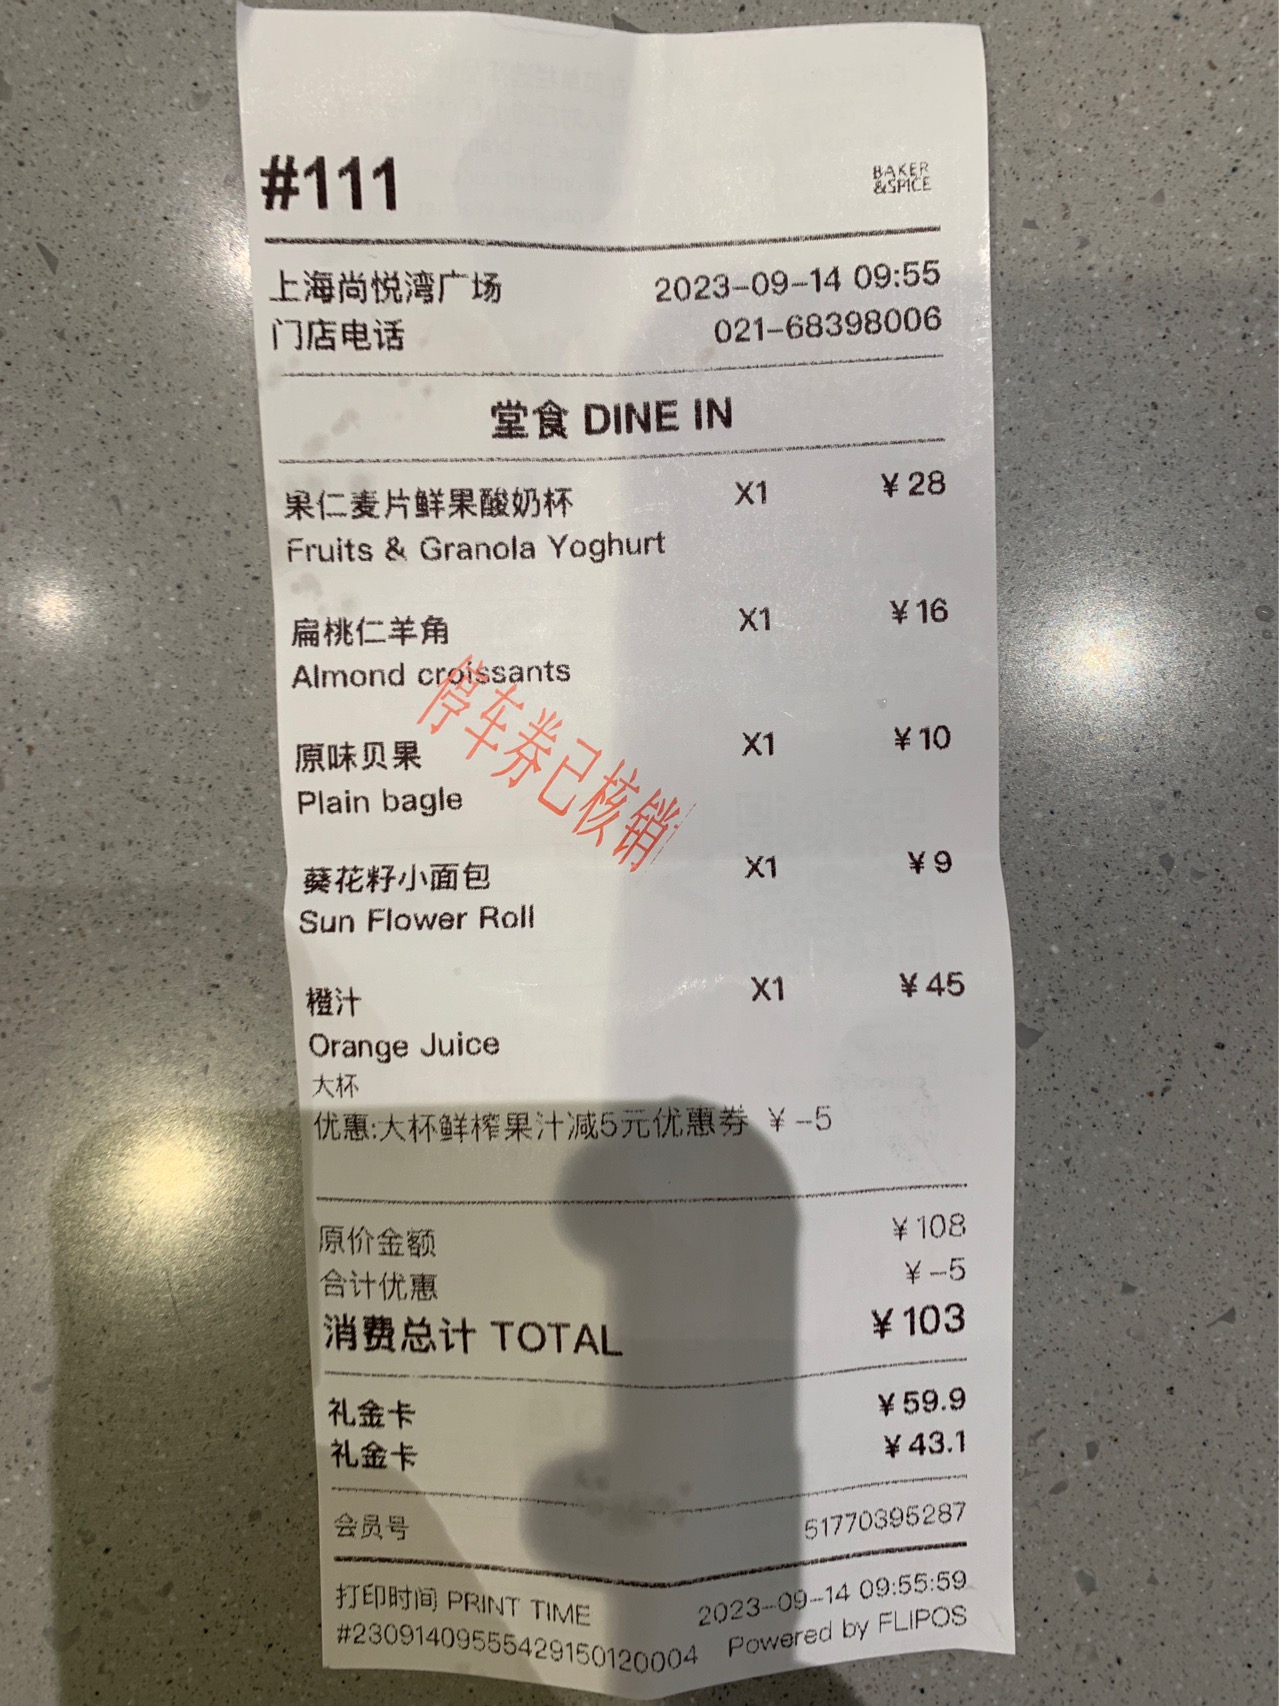 #111
BAKER
&SPICE
上海尚悦湾广场 2023-09-14 09:55
门店电话 021-68398006
堂食 DINE IN
果仁麦片鲜果酸奶杯 X1 ¥28
Fruits & Granola Yoghurt
扁桃仁羊角 X1 ¥16
Almond croissants
停车券已核销
原味贝果 X1 ¥10
Plain bagle
葵花籽小面包 X1 ¥9
Sun Flower Roll
橙汁 X1 ¥45
Orange Juice
大杯
优惠:大杯鲜榨果汁减5元优惠券 ¥-5
原价金额 ¥108
合计优惠 ¥-5
消费总计 TOTAL ¥103
礼金卡 ¥59.9
礼金卡 ¥43.1
会员号 51770395287
打印时间 PRINT TIME 2023-09-14 09:55:59
#23091409555429150120004 Powered by FLIPOS